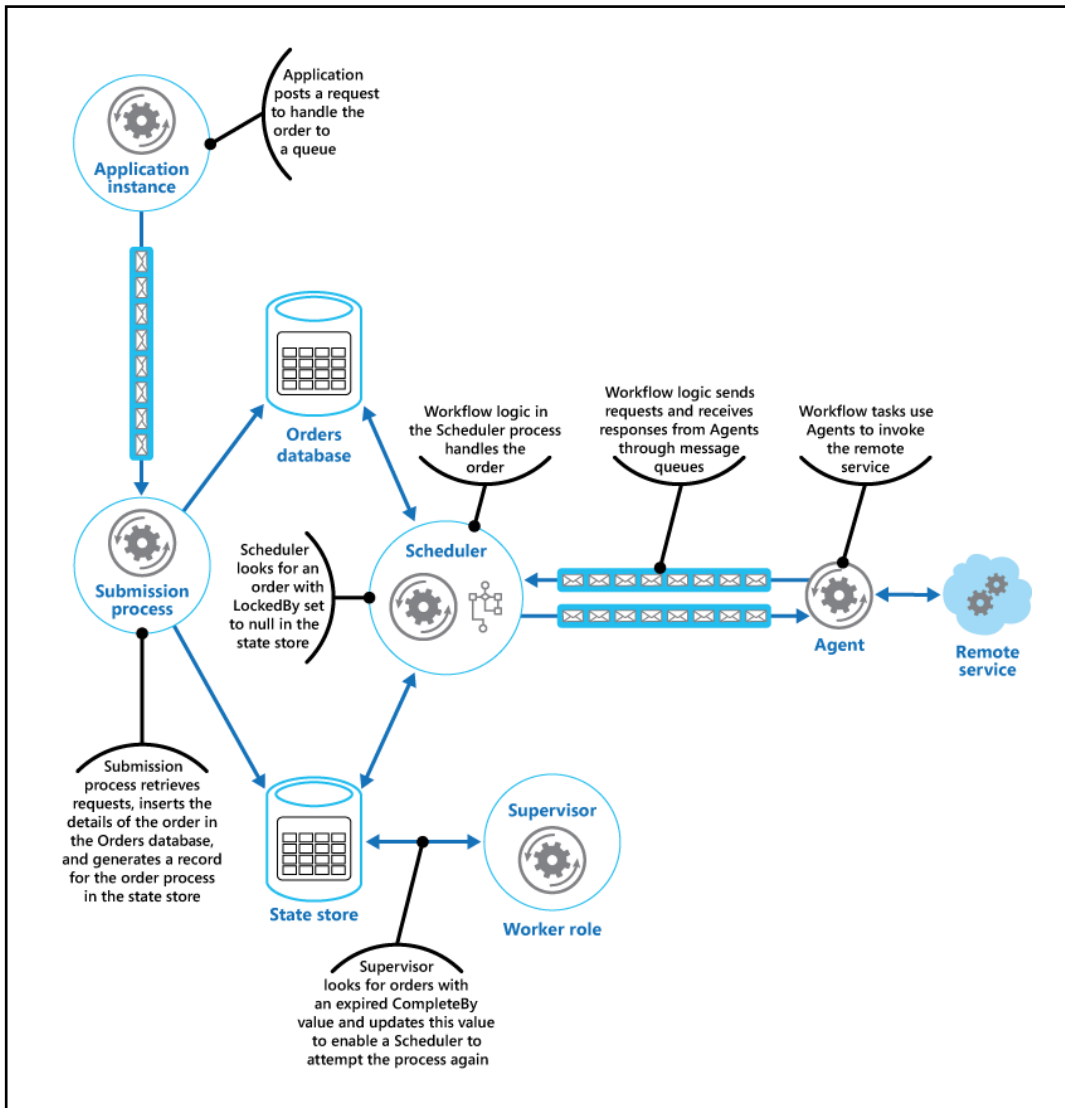 Application
posts a request
to handle the
order to
a queue
Application
instance
Orders
database
Workflow logic in
the Scheduler process
handles the
order
Workflow logic sends
requests and receives
responses from Agents
through message
queues
Workflow tasks use
Agents to invoke
the remote
service
Submission
process
Scheduler
looks for an
order with
LockedBy set
to null in the
state store
Scheduler
Agent
Remote
service
Submission
process retrieves
requests, inserts the
details of the order in
the Orders database,
and generates a record
for the order process
in the state store
State store
Supervisor
Worker role
Supervisor
looks for orders with
an expired CompleteBy
value and updates this value
to enable a Scheduler to
attempt the process again